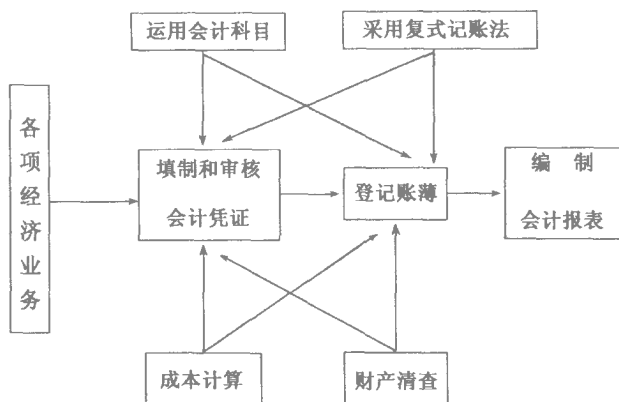 运用会计科目
采用复式记账法
各项经济业务
填制和审核
会计凭证
登记账薄
编 制
会计报表
成本计算
财产清查